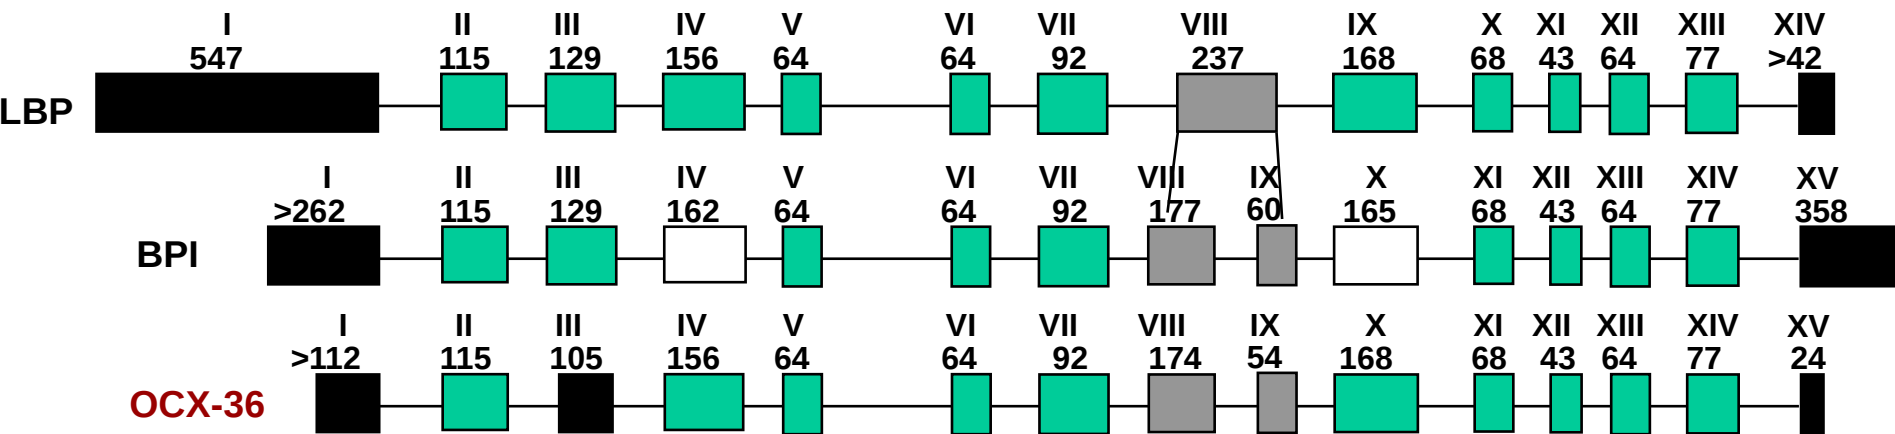 I II III IV V VI VII VIII IX X XI XII XIII XIV
547 115 129 156 64 64 92 237 168 68 43 64 77 >42
LBP
I II III IV V VI VII VIII IX X XI XII XIII XIV XV
>262 115 129 162 64 64 92 177 60 165 68 43 64 77 358
BPI
I II III IV V VI VII VIII IX X XI XII XIII XIV XV
>112 115 105 156 64 64 92 174 54 168 68 43 64 77 24
OCX-36